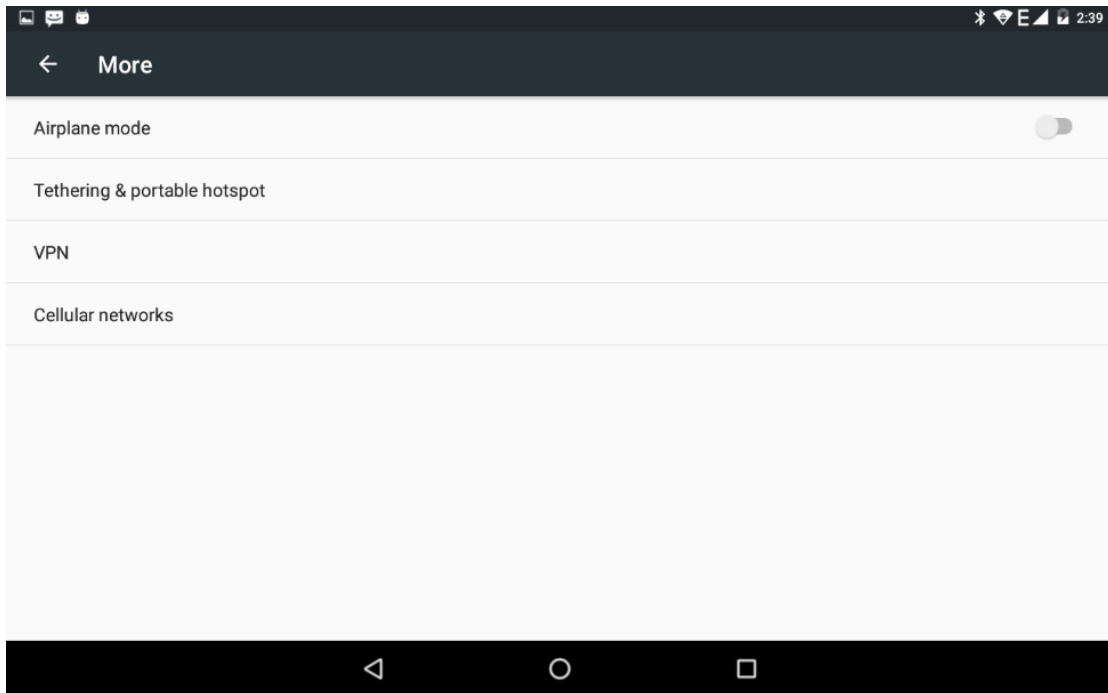 E 2:39
More
Airplane mode
Tethering & portable hotspot
VPN
Cellular networks